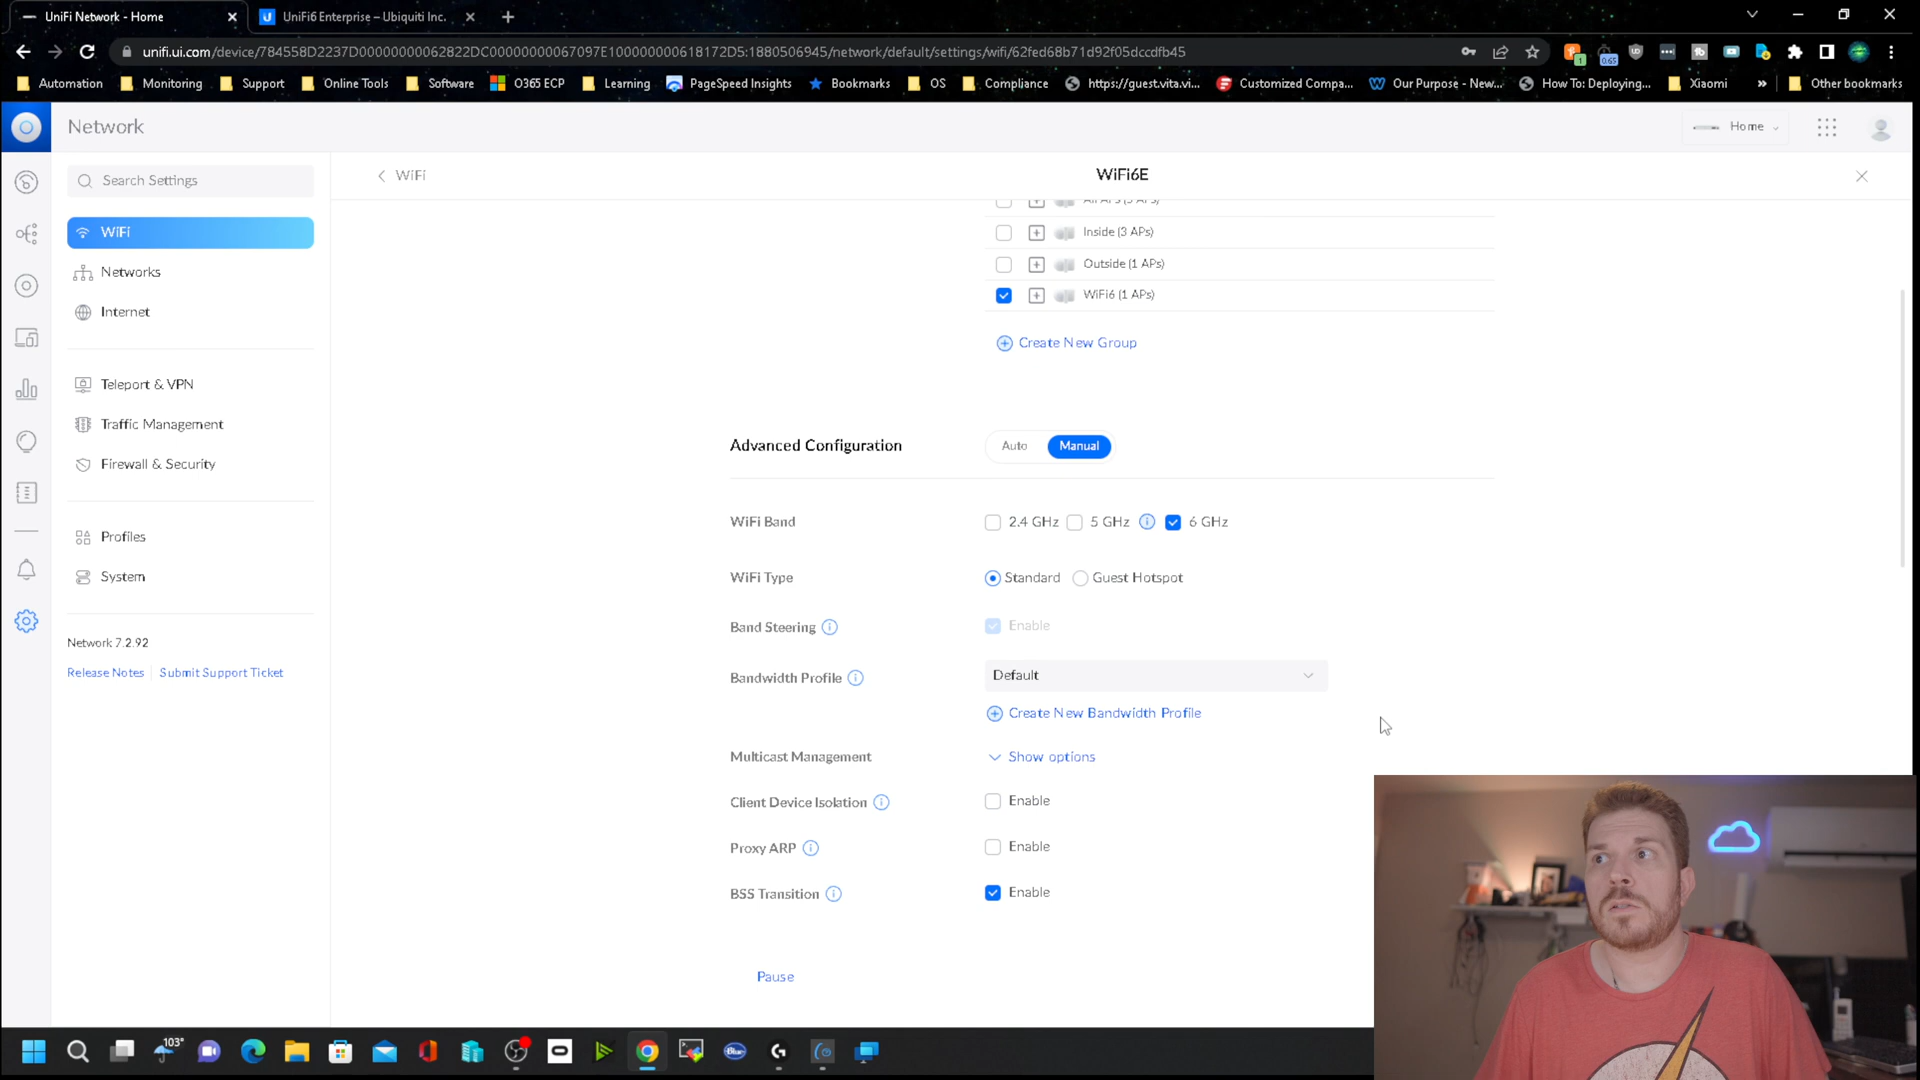 UniFi Network - Home
UniFi6 Enterprise – Ubiquiti Inc.
unifi.ui.com/device/784558D2237D00000000062822DC00000000067097E100000000618172D5:1880506945/network/default/settings/wifi/62fed68b71d92f05dccdfb45
1
0.65
Automation
Monitoring
Support
Online Tools
Software
O365 ECP
Learning
PageSpeed Insights
Bookmarks
OS
Compliance
https://guest.vita.vi...
Customized Compa...
Our Purpose - New...
How To: Deploying...
Xiaomi
»
Other bookmarks
Network
Home
Search Settings
WiFi
WiFi6E
WiFi
Networks
Internet
Teleport & VPN
Traffic Management
Firewall & Security
Profiles
System
Network 7.2.92
Release Notes
Submit Support Ticket
Inside (3 APs)
Outside (1 APs)
WiFi6 (1 APs)
Create New Group
Advanced Configuration
Auto
Manual
WiFi Band
2.4 GHz
5 GHz
6 GHz
WiFi Type
Standard
Guest Hotspot
Band Steering
Enable
Bandwidth Profile
Default
Create New Bandwidth Profile
Multicast Management
Show options
Client Device Isolation
Enable
Proxy ARP
Enable
BSS Transition
Enable
Pause
103°